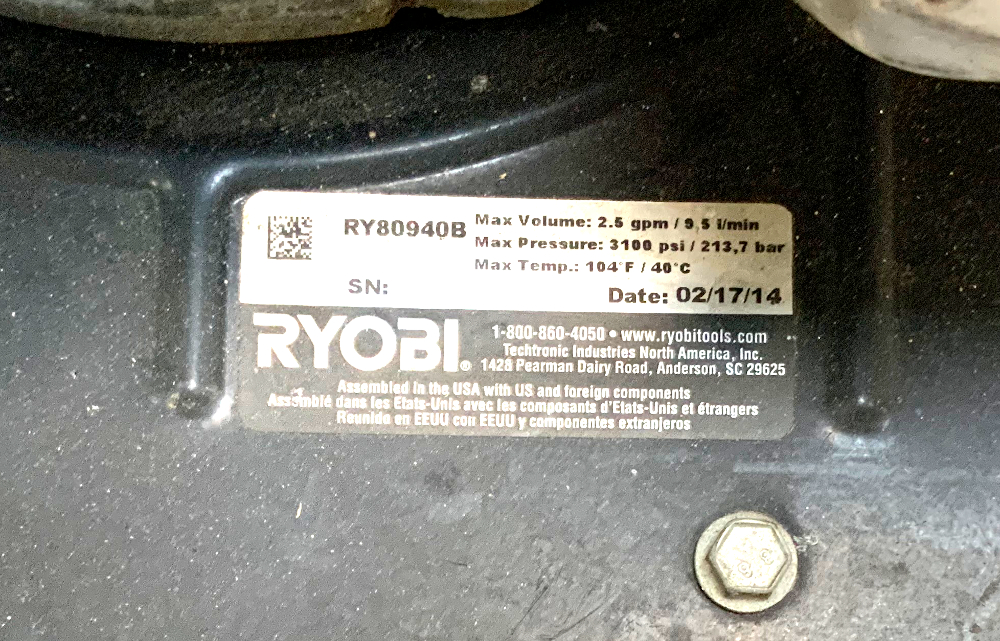 RY80940B
Max Volume: 2.5 gpm / 9,5 l/min
Max Pressure: 3100 psi / 213,7 bar
Max Temp.: 104°F / 40°C
SN:
Date: 02/17/14
RYOBI®
1-800-860-4050 • www.ryobitools.com
Techtronic Industries North America, Inc.
1428 Pearman Dairy Road, Anderson, SC 29625
Assembled in the USA with US and foreign components
Assemblé dans les États-Unis avec les composants d'États-Unis et étrangers
Reunido en EEUU con EEUU y componentes extranjeros